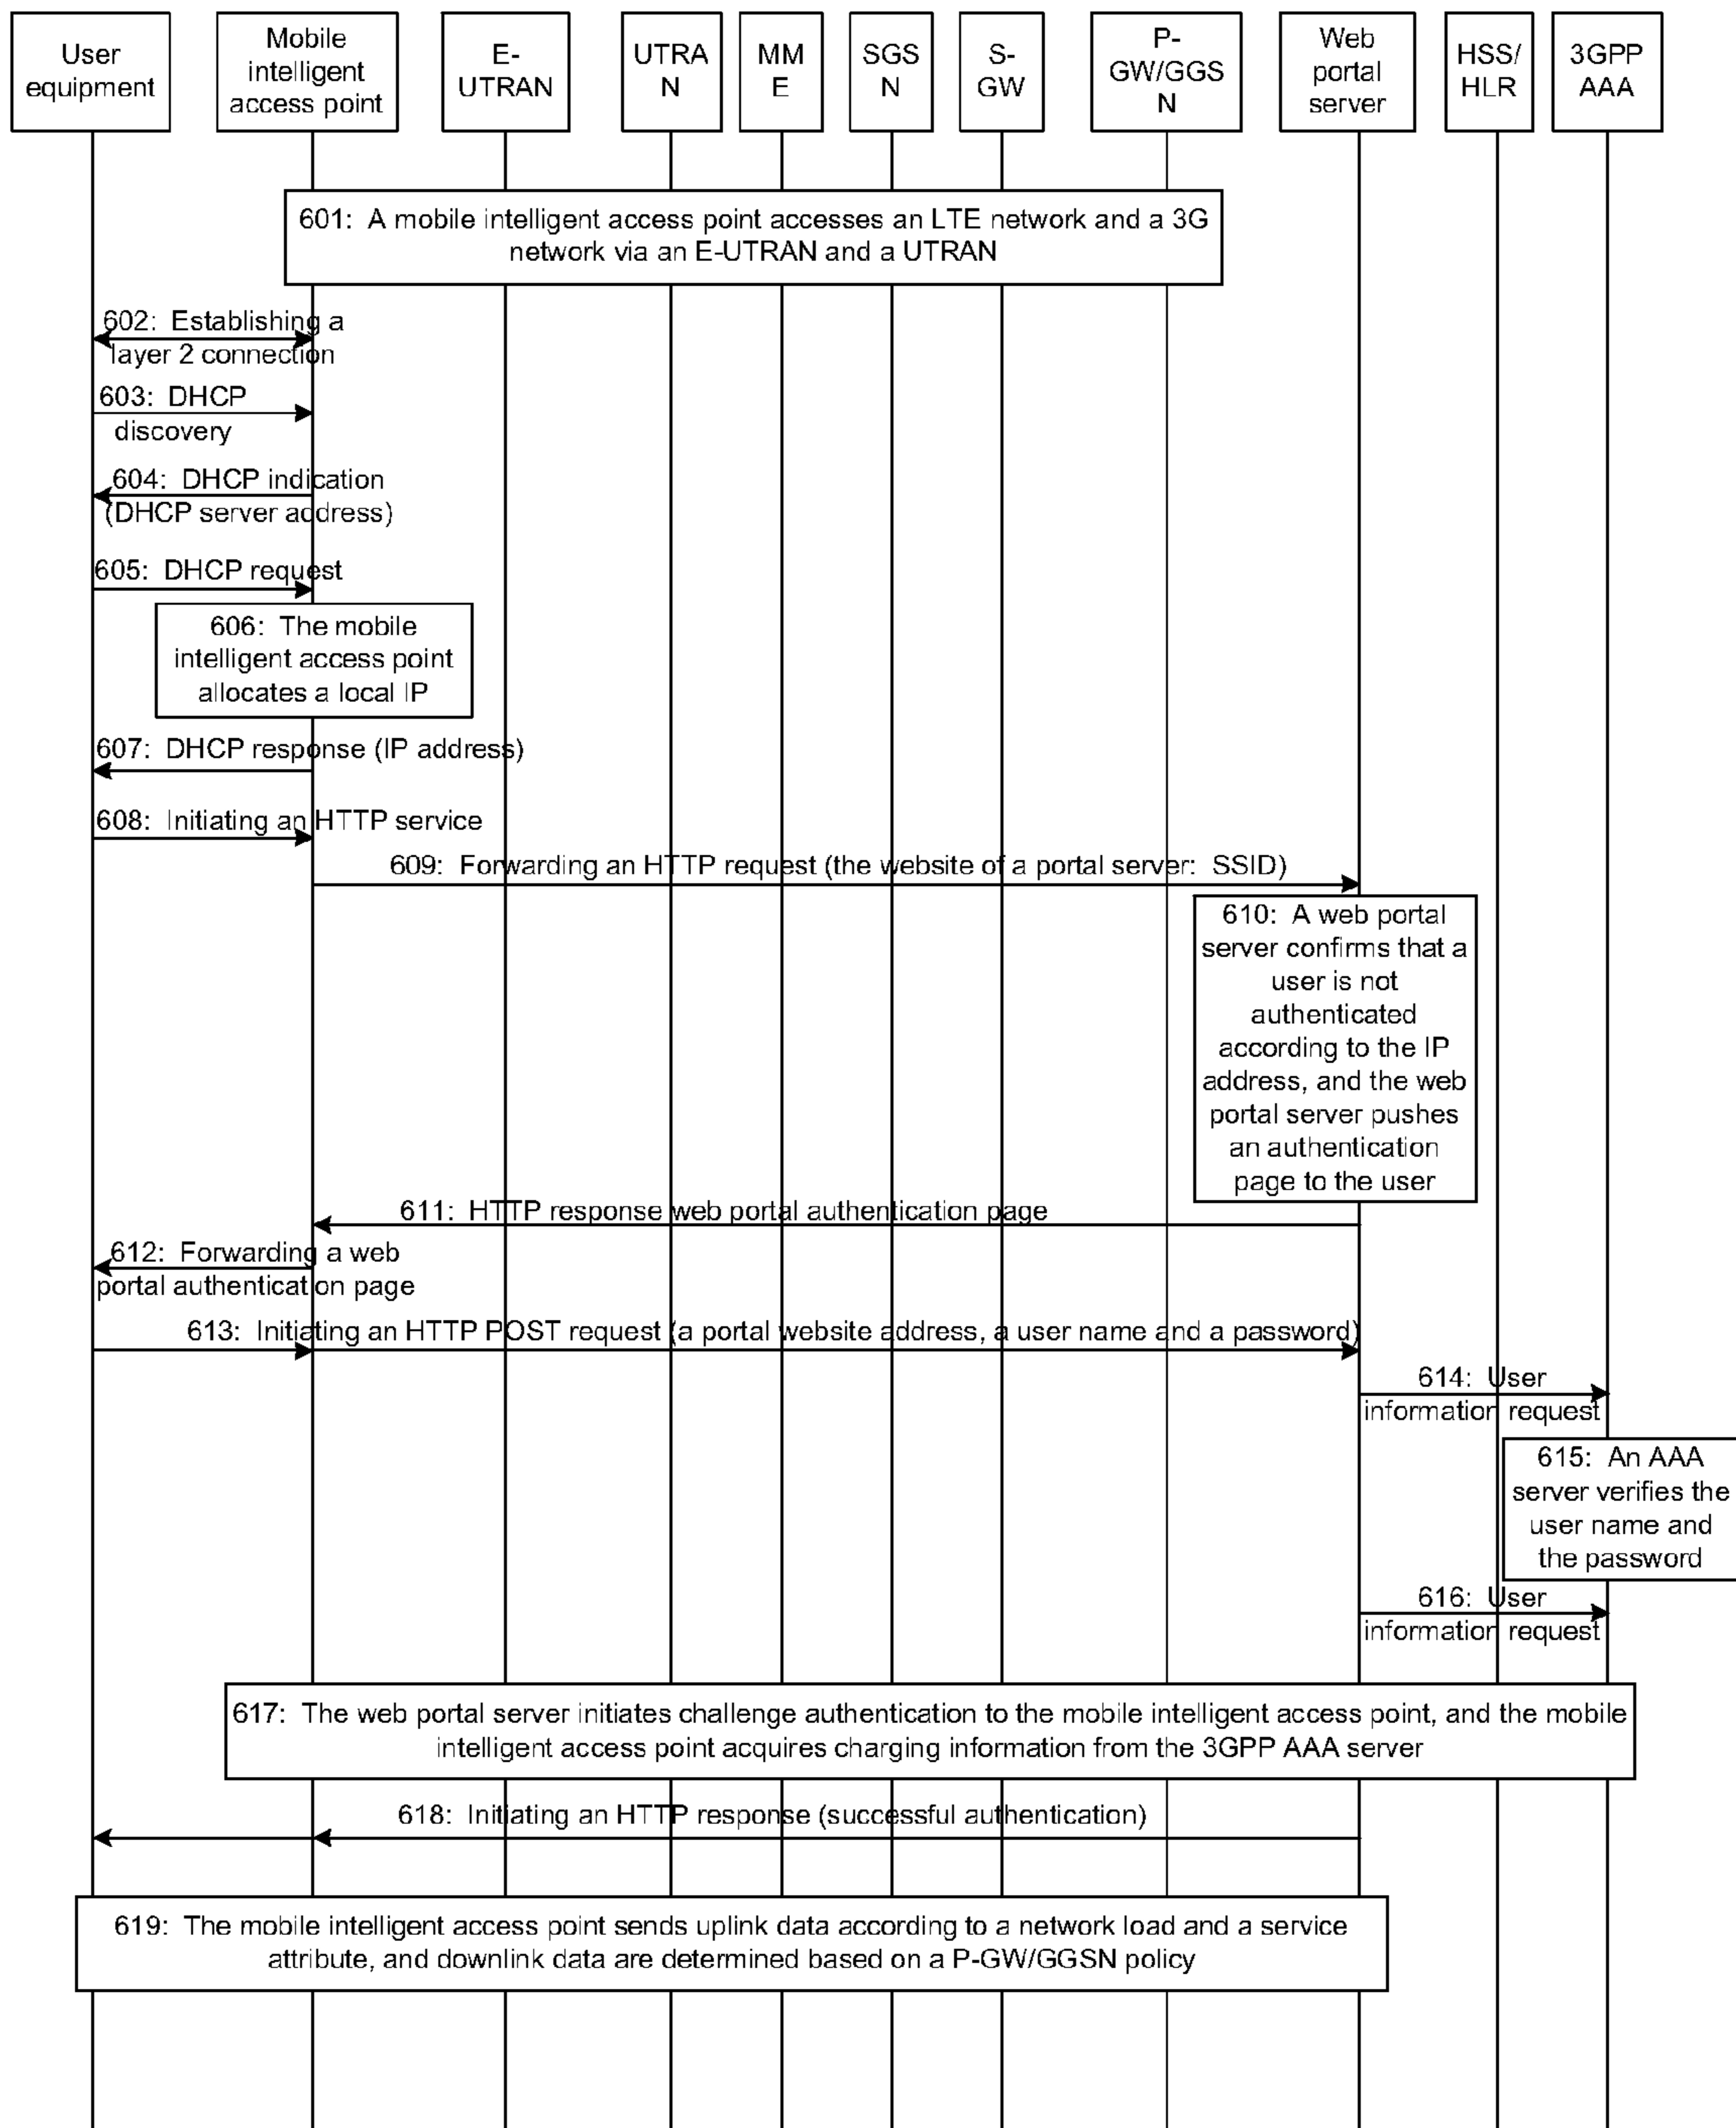 User
equipment
Mobile
intelligent
access point
E-
UTRAN
UTRA
N
MM
E
SGS
N
S-
GW
P-
GW/GGS
N
Web
portal
server
HSS/
HLR
3GPP
AAA
601: A mobile intelligent access point accesses an LTE network and a 3G
network via an E-UTRAN and a UTRAN
602: Establishing a
layer 2 connection
603: DHCP
discovery
604: DHCP indication
(DHCP server address)
605: DHCP request
606: The mobile
intelligent access point
allocates a local IP
607: DHCP response (IP address)
608: Initiating an HTTP service
609: Forwarding an HTTP request (the website of a portal server: SSID)
610: A web portal
server confirms that a
user is not
authenticated
according to the IP
address, and the web
portal server pushes
an authentication
page to the user
611: HTTP response web portal authentication page
612: Forwarding a web
portal authentication page
613: Initiating an HTTP POST request (a portal website address, a user name and a password)
614: User
information request
615: An AAA
server verifies the
user name and
the password
616: User
information request
617: The web portal server initiates challenge authentication to the mobile intelligent access point, and the mobile
intelligent access point acquires charging information from the 3GPP AAA server
618: Initiating an HTTP response (successful authentication)
619: The mobile intelligent access point sends uplink data according to a network load and a service
attribute, and downlink data are determined based on a P-GW/GGSN policy